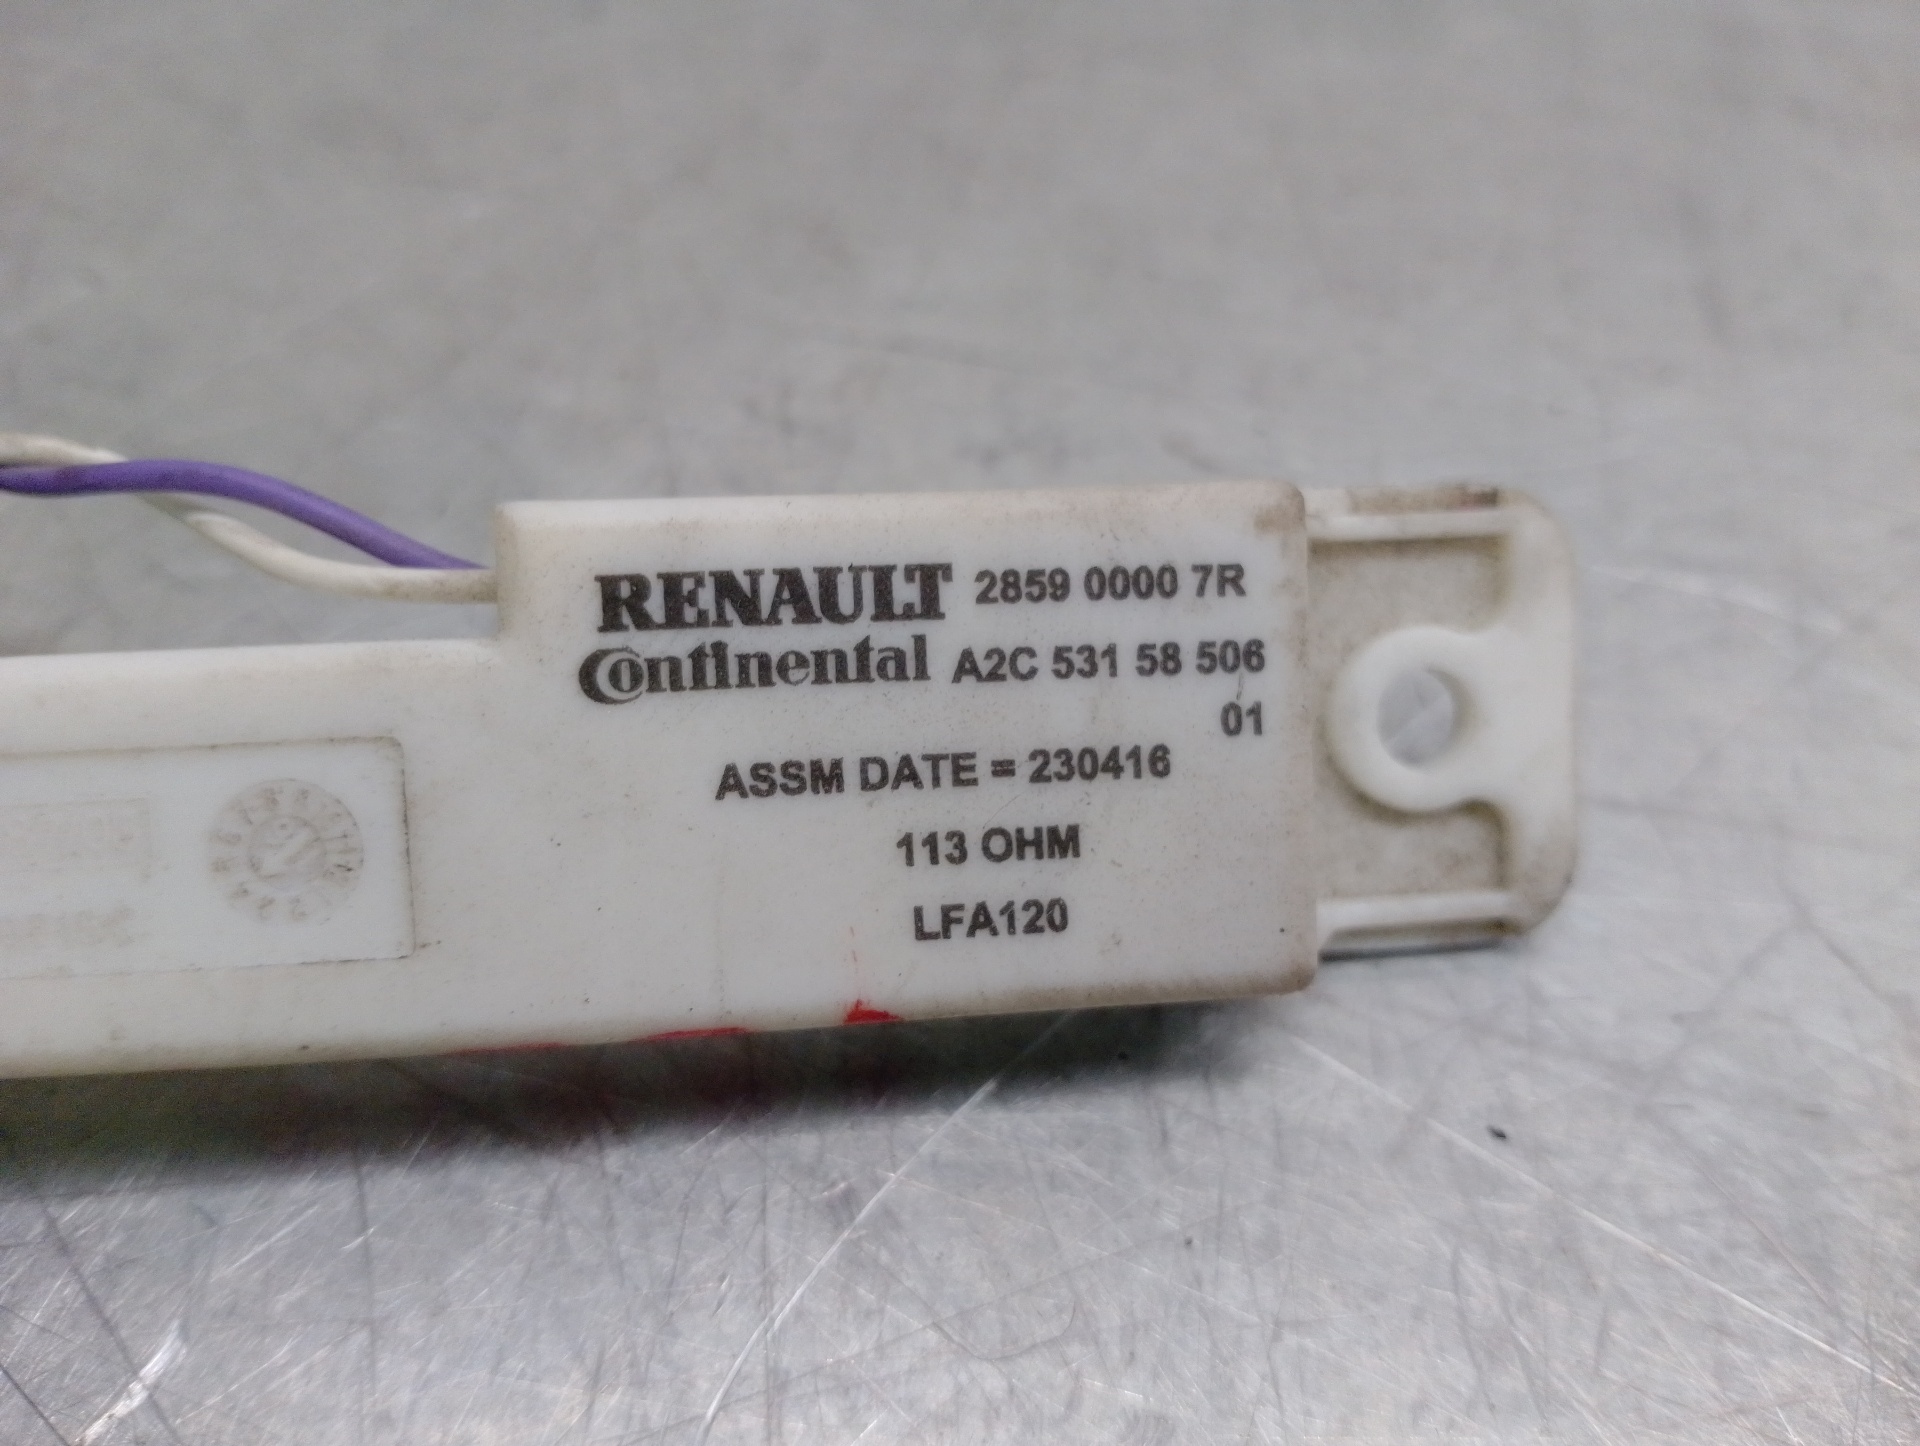 RENAULT 2859 0000 7R
Continental A2C 531 58 506
01
ASSM DATE = 230416
113 OHM
LFA120